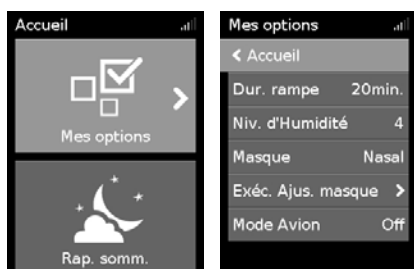 Accueil
Mes options
Rap. somm.
Mes options
Accueil
Dur. rampe 20min.
Niv. d'Humidité 4
Masque Nasal
Exéc. Ajus. masque
Mode Avion Off